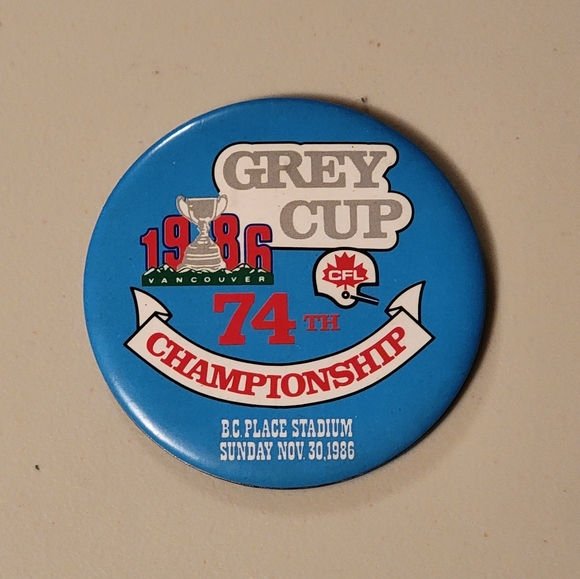 GREY
CUP
1986
VANCOUVER
CFL
74TH
CHAMPIONSHIP
B.C. PLACE STADIUM
SUNDAY NOV. 30, 1986